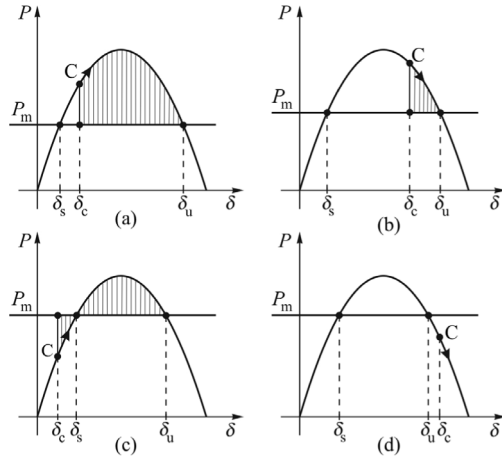 P P
C C
Pm Pm
δs δc δu δ δs δc δu δ
(a) (b)
P P
Pm Pm
C C
δc δs δu δ δs δu δc δ
(c) (d)